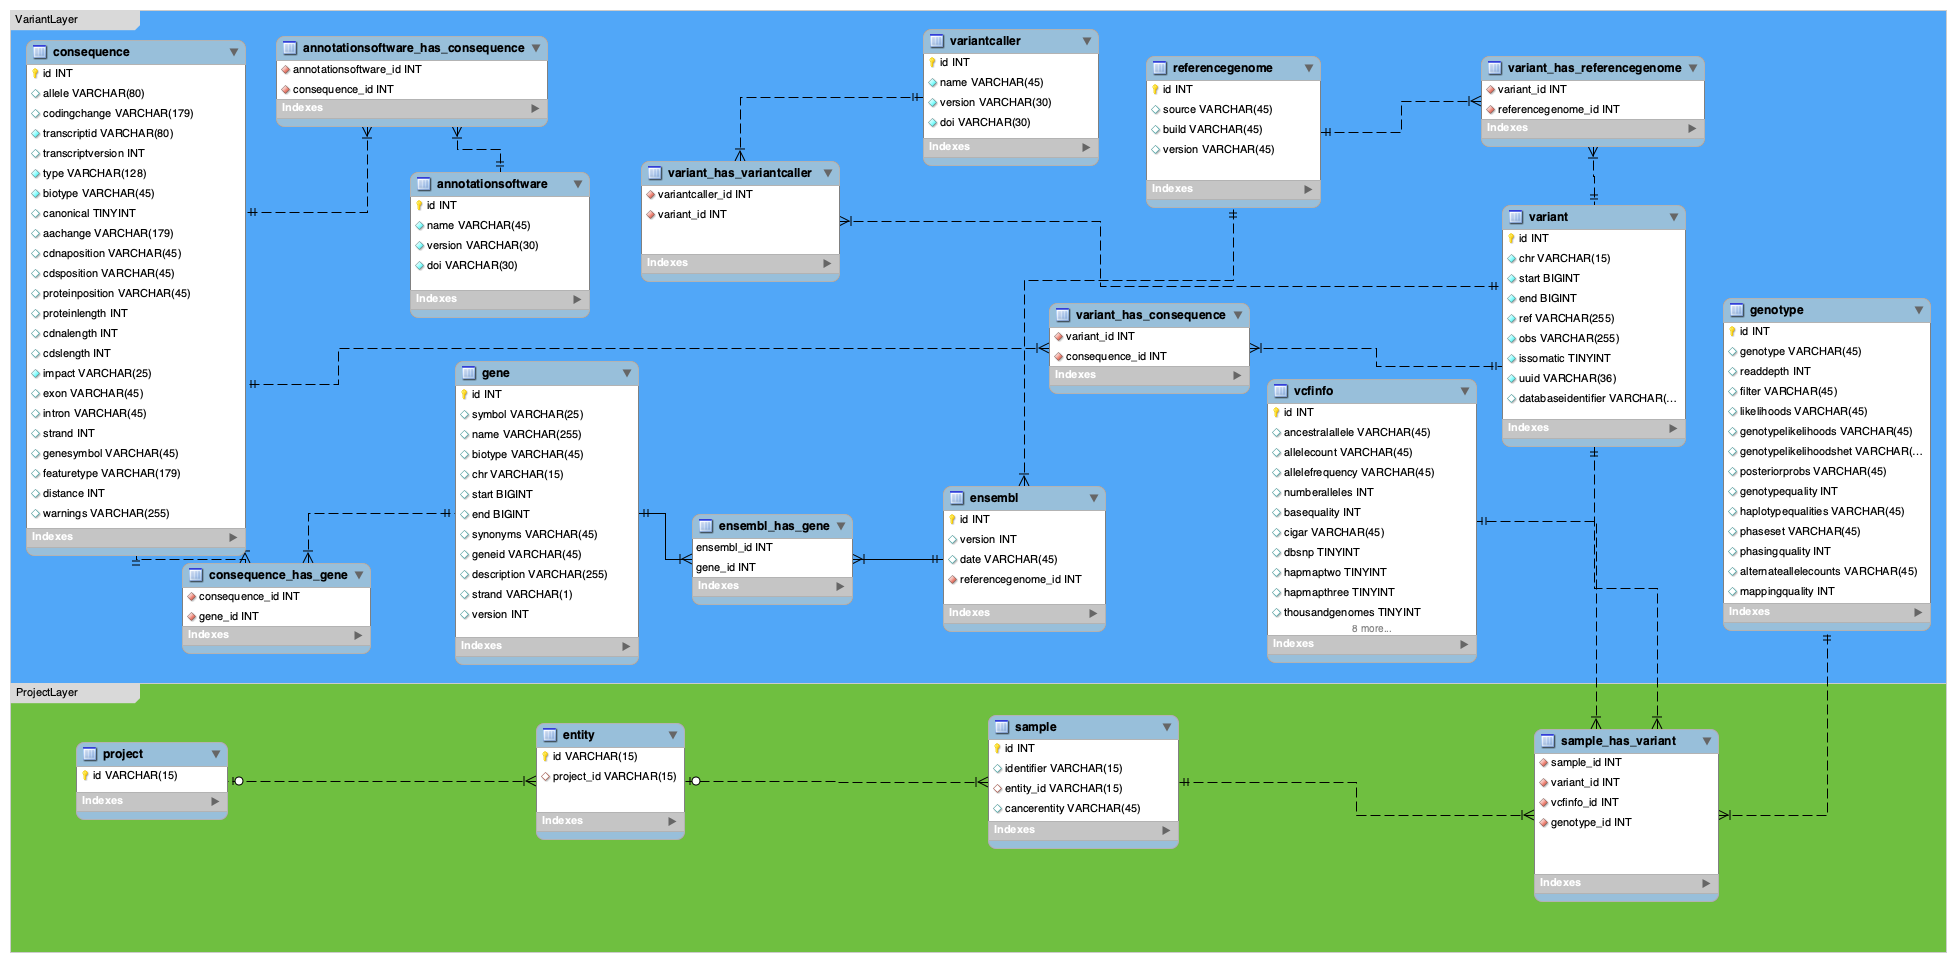 VariantLayer
consequence
id INT
allele VARCHAR(80)
codingchange VARCHAR(179)
transcriptid VARCHAR(80)
transcriptversion INT
type VARCHAR(128)
biotype VARCHAR(45)
canonical TINYINT
aachange VARCHAR(179)
cdnaposition VARCHAR(45)
cdsposition VARCHAR(45)
proteinposition VARCHAR(45)
proteinlength INT
cdnalength INT
cdslength INT
impact VARCHAR(25)
exon VARCHAR(45)
intron VARCHAR(45)
strand INT
genesymbol VARCHAR(45)
featuretype VARCHAR(179)
distance INT
warnings VARCHAR(255)
Indexes
annotationsoftware_has_consequence
annotationsoftware_id INT
consequence_id INT
Indexes
annotationsoftware
id INT
name VARCHAR(45)
version VARCHAR(30)
doi VARCHAR(30)
Indexes
variantcaller
id INT
name VARCHAR(45)
version VARCHAR(30)
doi VARCHAR(30)
Indexes
variant_has_variantcaller
variantcaller_id INT
variant_id INT
Indexes
referencegenome
id INT
source VARCHAR(45)
build VARCHAR(45)
version VARCHAR(45)
Indexes
variant_has_referencegenome
variant_id INT
referencegenome_id INT
Indexes
variant
id INT
chr VARCHAR(15)
start BIGINT
end BIGINT
ref VARCHAR(255)
obs VARCHAR(255)
issomatic TINYINT
uuid VARCHAR(36)
databaseidentifier VARCHAR(...
Indexes
variant_has_consequence
variant_id INT
consequence_id INT
Indexes
genotype
id INT
genotype VARCHAR(45)
readdepth INT
filter VARCHAR(45)
likelihoods VARCHAR(45)
genotypelikelihoods VARCHAR(45)
genotypelikelihoodshet VARCHAR(...
posteriorprobs VARCHAR(45)
genotypequality INT
haplotypequalities VARCHAR(45)
phaseset VARCHAR(45)
phasingquality INT
alternateallelecounts VARCHAR(45)
mappingquality INT
Indexes
gene
id INT
symbol VARCHAR(25)
name VARCHAR(255)
biotype VARCHAR(45)
chr VARCHAR(15)
start BIGINT
end BIGINT
synonyms VARCHAR(45)
geneid VARCHAR(45)
description VARCHAR(255)
strand VARCHAR(1)
version INT
Indexes
vcfinfo
id INT
ancestralallele VARCHAR(45)
allelecount VARCHAR(45)
allelefrequency VARCHAR(45)
numberalleles INT
basequality INT
cigar VARCHAR(45)
dbsnp TINYINT
hapmaptwo TINYINT
hapmapthree TINYINT
thousandgenomes TINYINT
8 more...
Indexes
ensembl_has_gene
ensembl_id INT
gene_id INT
Indexes
ensembl
id INT
version INT
date VARCHAR(45)
referencegenome_id INT
Indexes
consequence_has_gene
consequence_id INT
gene_id INT
Indexes
ProjectLayer
project
id VARCHAR(15)
Indexes
entity
id VARCHAR(15)
project_id VARCHAR(15)
Indexes
sample
id INT
identifier VARCHAR(15)
entity_id VARCHAR(15)
cancerentity VARCHAR(45)
Indexes
sample_has_variant
sample_id INT
variant_id INT
vcfinfo_id INT
genotype_id INT
Indexes